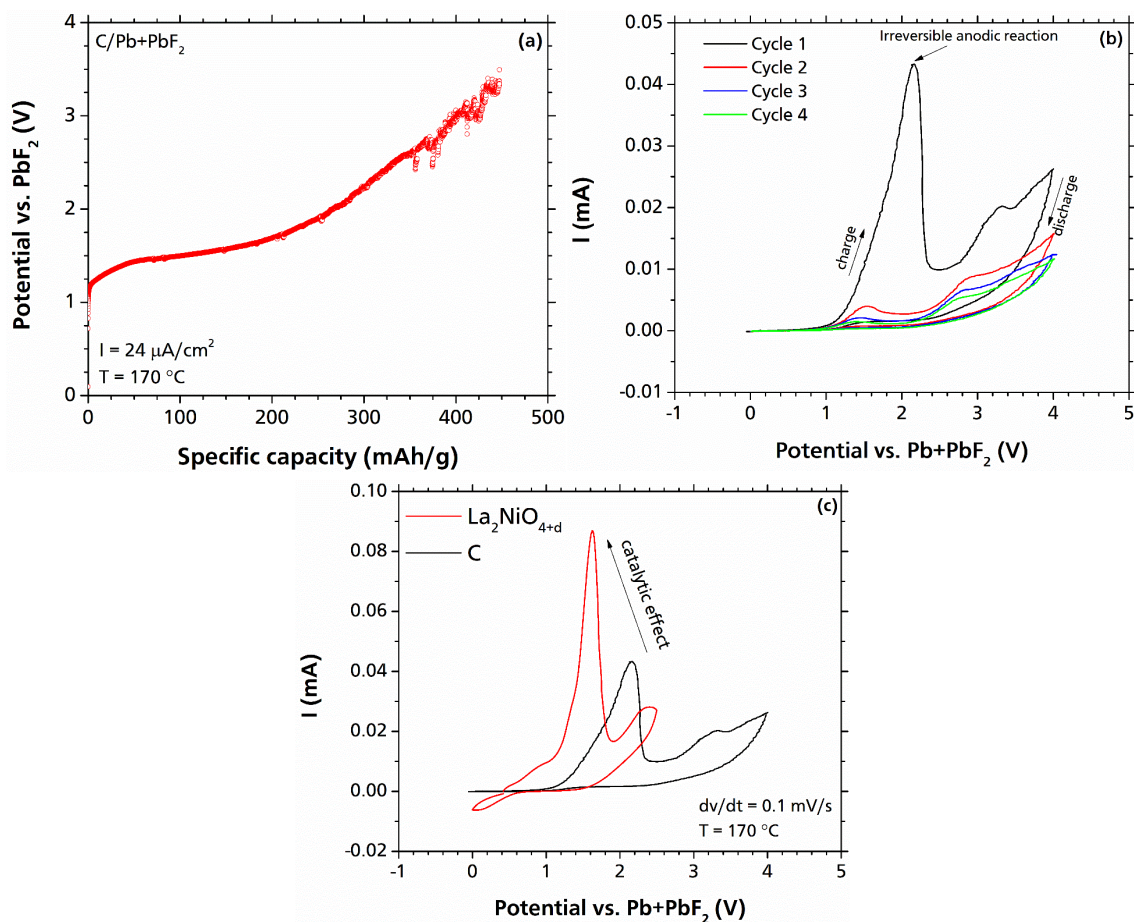 (a)
C/Pb+PbF2
4
3
2
1
0
Potential vs. PbF2 (V)
I = 24 µA/cm2
T = 170 °C
0 100 200 300 400 500
Specific capacity (mAh/g)
(b)
Irreversible anodic reaction
Cycle 1
Cycle 2
Cycle 3
Cycle 4
charge
discharge
0.05
0.04
0.03
0.02
0.01
0.00
-0.01
I (mA)
-1 0 1 2 3 4 5
Potential vs. Pb+PbF2 (V)
(c)
La2NiO4+d
C
catalytic effect
0.10
0.08
0.06
0.04
0.02
0.00
-0.02
I (mA)
dv/dt = 0.1 mV/s
T = 170 °C
-1 0 1 2 3 4 5
Potential vs. Pb+PbF2 (V)